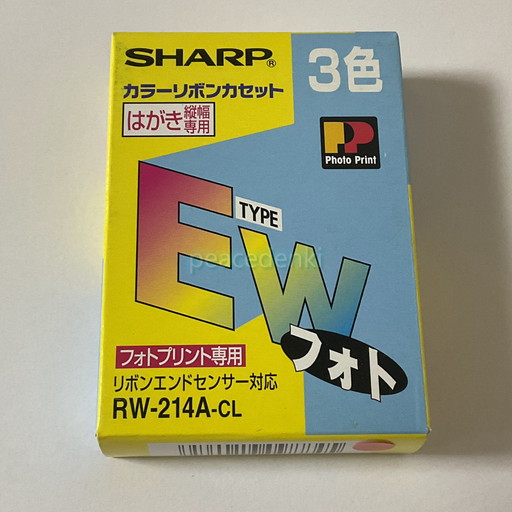 SHARP®
3色
カラーリボンカセット
はがき縦幅専用
PP
Photo Print
TYPE
EW
フォト
peacedenki
フォトプリント専用
リボンエンドセンサー対応
RW-214A-CL